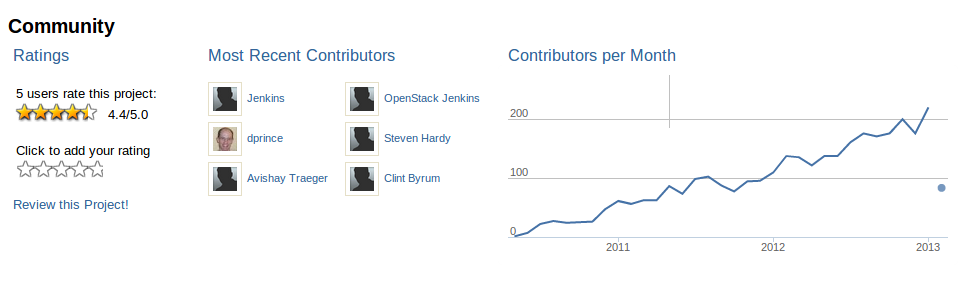 Community
Ratings
5 users rate this project:
4.4/5.0
Click to add your rating
Review this Project!
Most Recent Contributors
Jenkins
OpenStack Jenkins
dprince
Steven Hardy
Avishay Traeger
Clint Byrum
Contributors per Month
200
100
0
2011
2012
2013